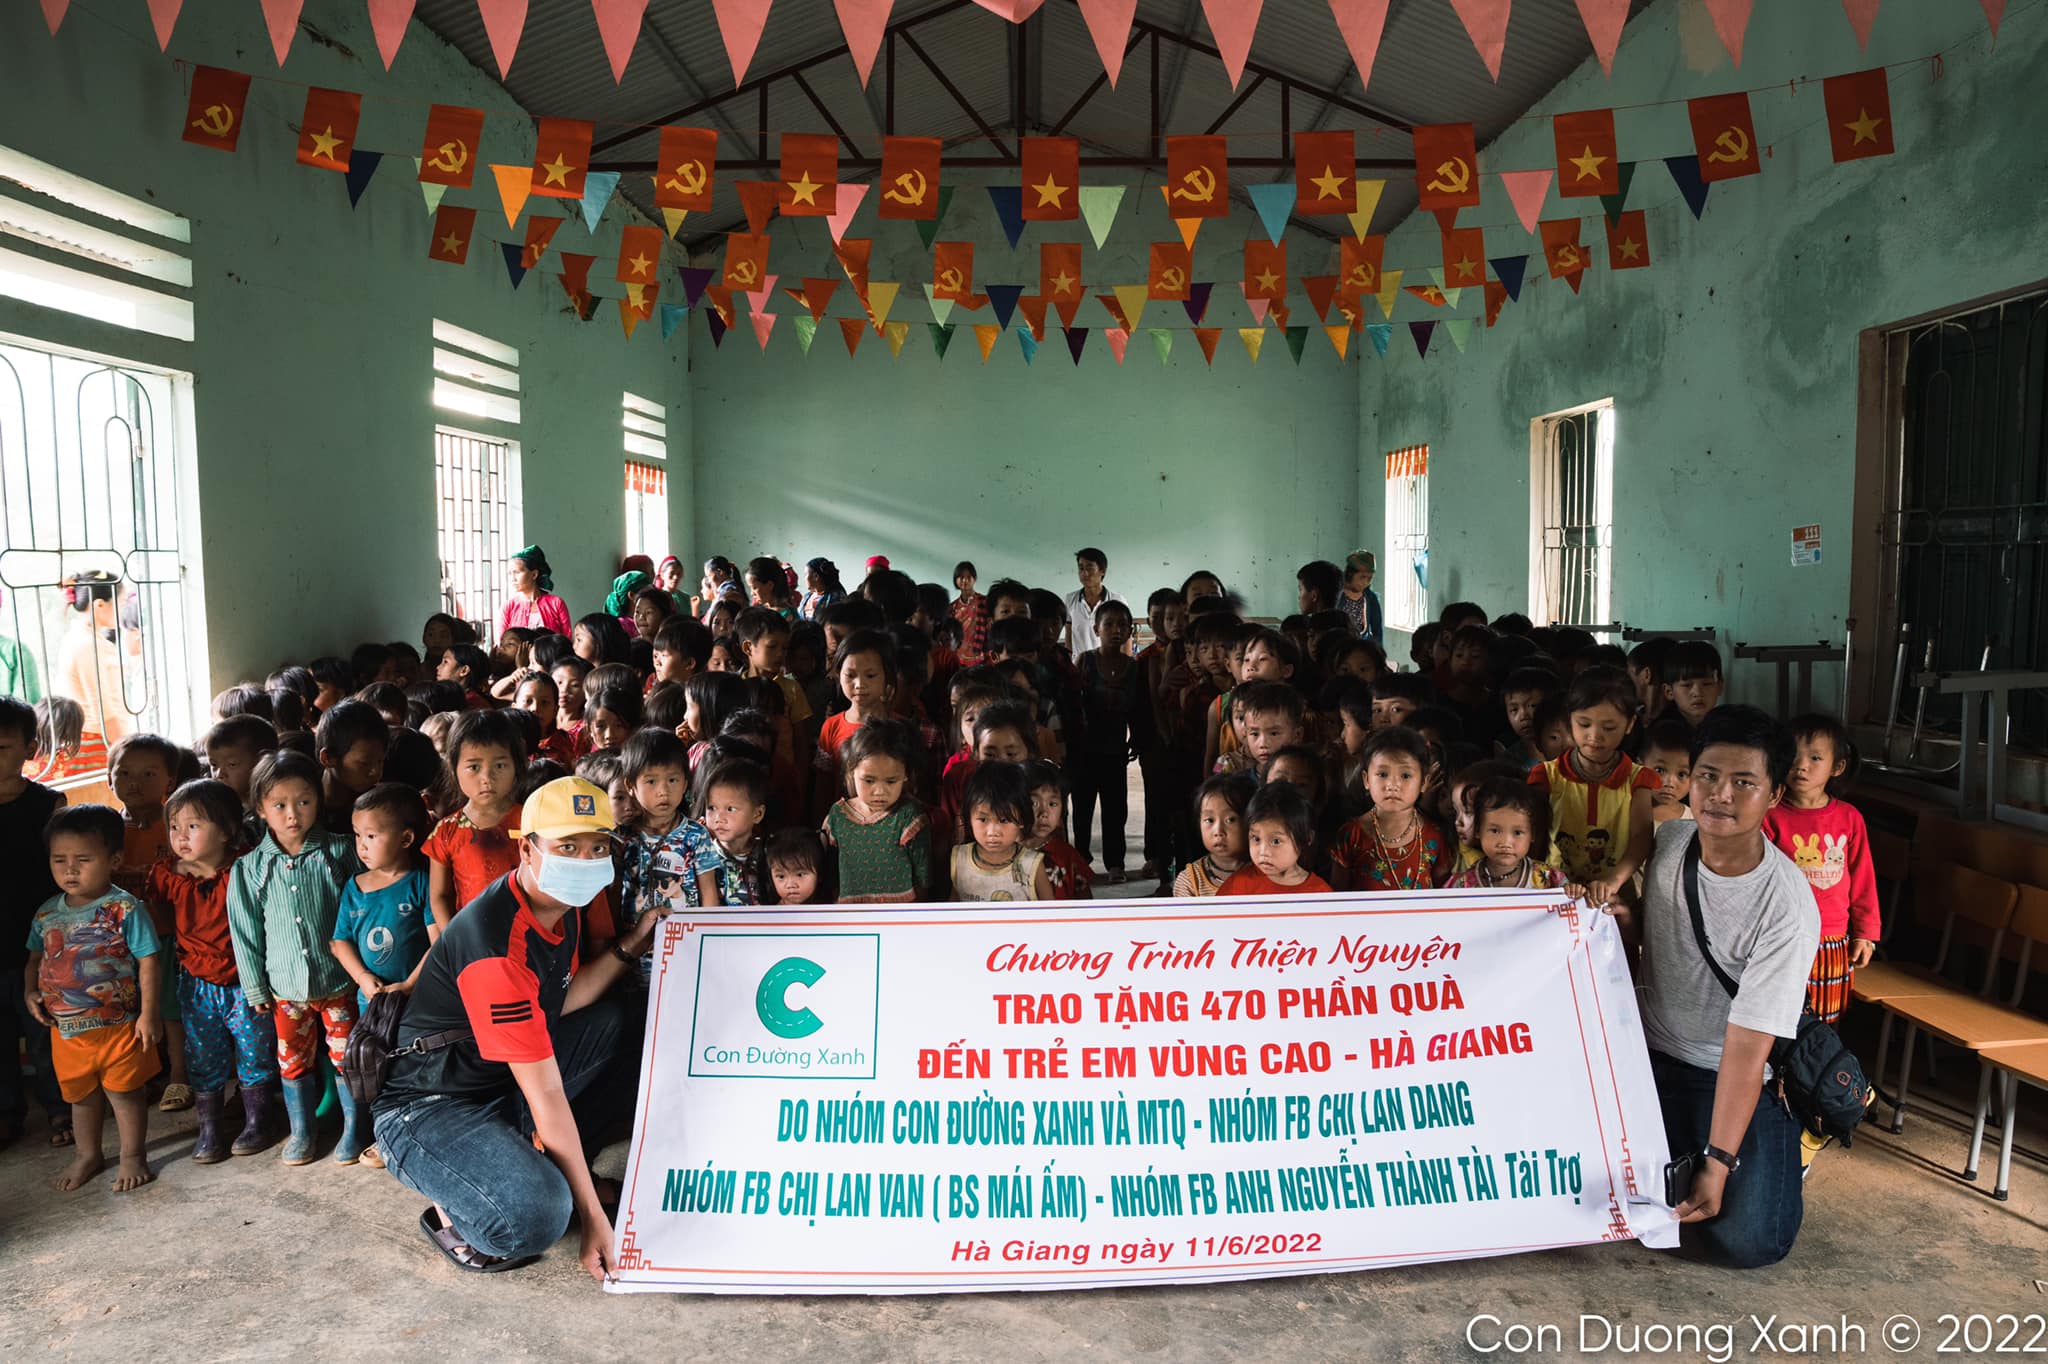 Con Đường Xanh
Chương Trình Thiện Nguyện
TRAO TẶNG 470 PHẦN QUÀ
ĐẾN TRẺ EM VÙNG CAO - HÀ GIANG
DO NHÓM CON ĐƯỜNG XANH VÀ MTQ - NHÓM FB CHỊ LAN DANG
NHÓM FB CHỊ LAN VAN ( BS MÁI ẤM) - NHÓM FB ANH NGUYỄN THÀNH TÀI Tài Trợ
Hà Giang ngày 11/6/2022
HELLO!
9
Con Duong Xanh © 2022